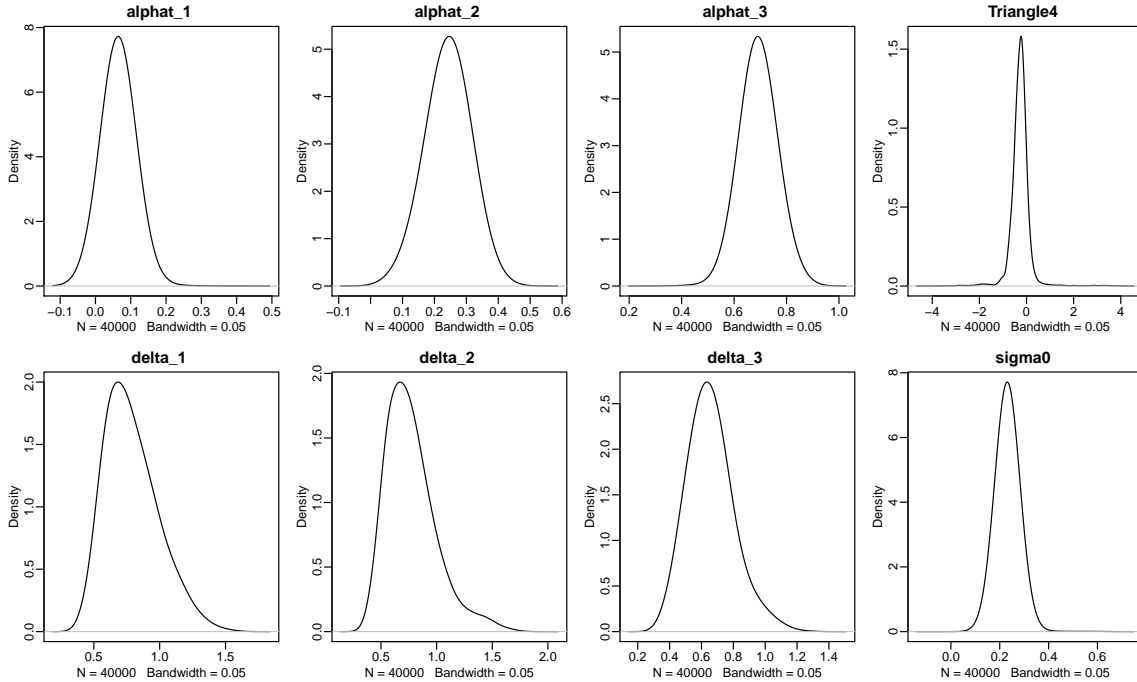 alphat_1
alphat_2
alphat_3
Triangle4
Density
0 2 4 6 8
−0.1 0.0 0.1 0.2 0.3 0.4 0.5
N = 40000 Bandwidth = 0.05
Density
0 1 2 3 4 5
−0.1 0.1 0.2 0.3 0.4 0.5 0.6
N = 40000 Bandwidth = 0.05
Density
0 1 2 3 4 5
0.2 0.4 0.6 0.8 1.0
N = 40000 Bandwidth = 0.05
Density
0.0 0.5 1.0 1.5
−4 −2 0 2 4
N = 40000 Bandwidth = 0.05
delta_1
delta_2
delta_3
sigma0
Density
0.0 0.5 1.0 1.5 2.0
0.5 1.0 1.5
N = 40000 Bandwidth = 0.05
Density
0.0 0.5 1.0 1.5 2.0
0.5 1.0 1.5 2.0
N = 40000 Bandwidth = 0.05
Density
0.0 0.5 1.0 1.5 2.0 2.5
0.2 0.4 0.6 0.8 1.0 1.2 1.4
N = 40000 Bandwidth = 0.05
Density
0 2 4 6 8
0.0 0.2 0.4 0.6
N = 40000 Bandwidth = 0.05